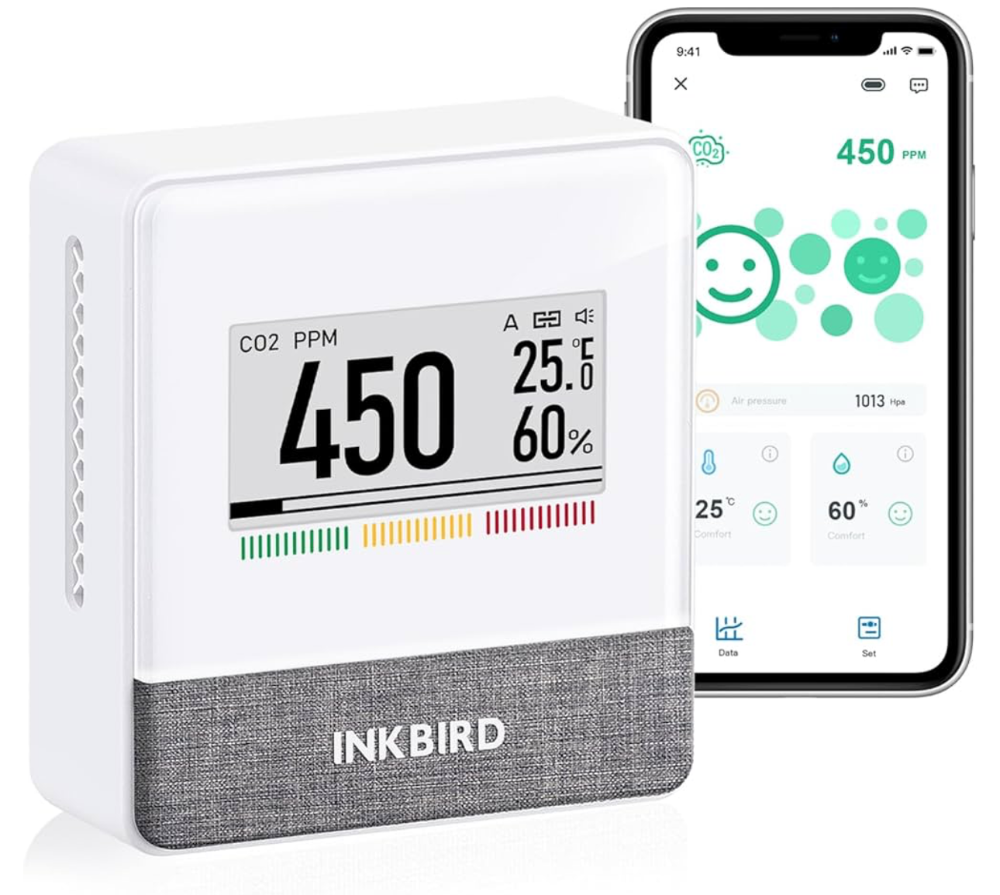 CO2 PPM A
450
25.0
60%
INKBIRD
9:41
CO2
450 PPM
Air pressure 1013 Hpa
25 °C
Comfort
60 %
Comfort
Data
Set